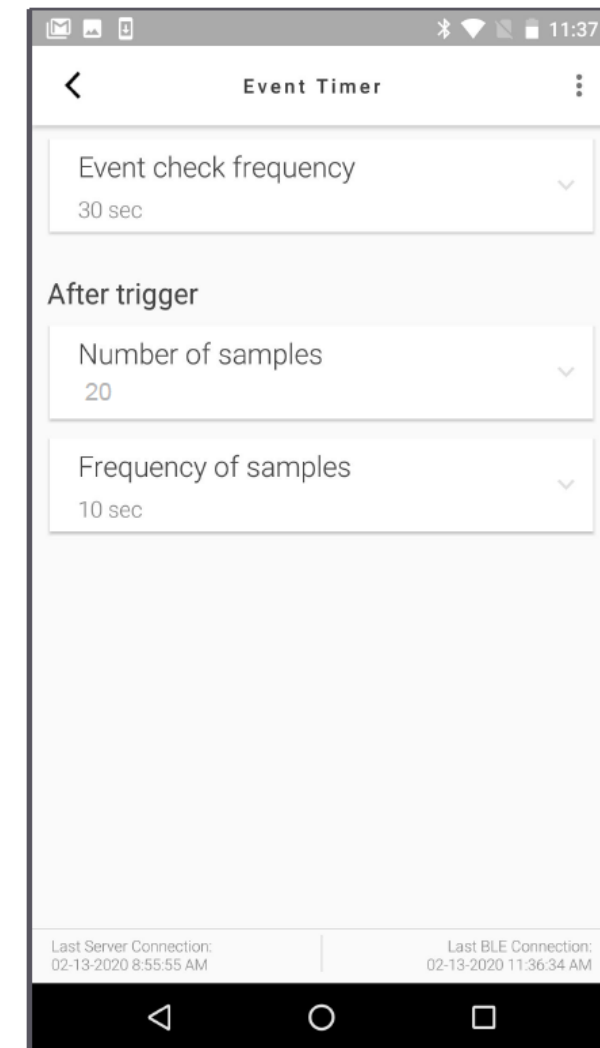 11:37
Event Timer
Event check frequency
30 sec
After trigger
Number of samples
20
Frequency of samples
10 sec
Last Server Connection:
02-13-2020 8:55:55 AM
Last BLE Connection:
02-13-2020 11:36:34 AM